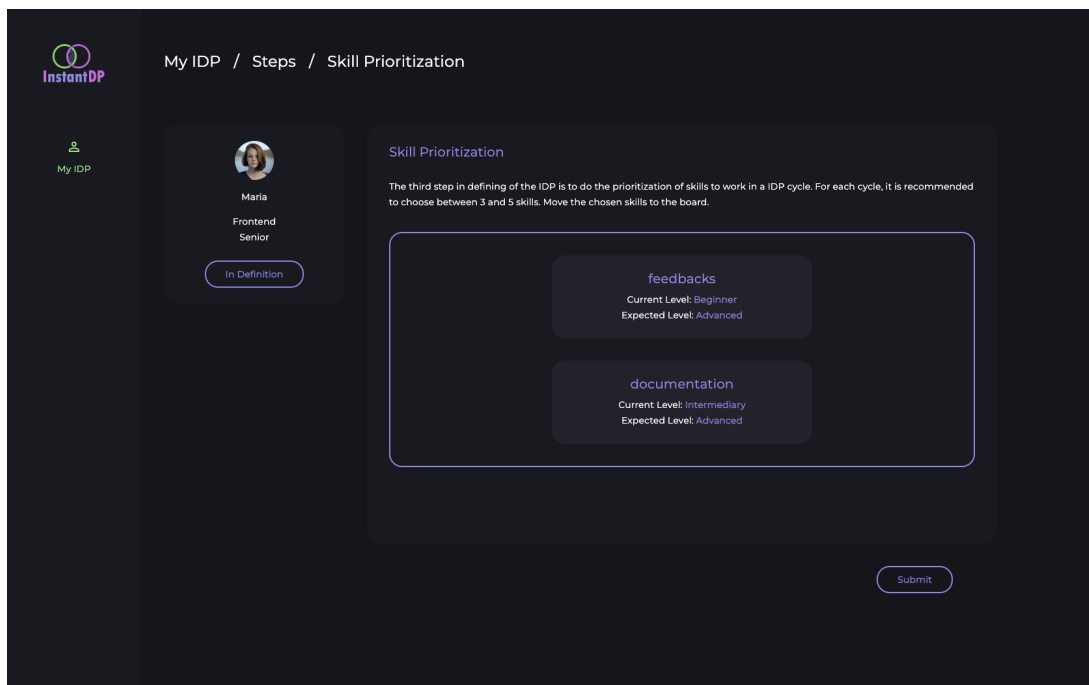 InstantDP
My IDP / Steps / Skill Prioritization
My IDP
Maria
Frontend
Senior
In Definition
Skill Prioritization
The third step in defining of the IDP is to do the prioritization of skills to work in a IDP cycle. For each cycle, it is recommended
to choose between 3 and 5 skills. Move the chosen skills to the board.
feedbacks
Current Level: Beginner
Expected Level: Advanced
documentation
Current Level: Intermediary
Expected Level: Advanced
Submit